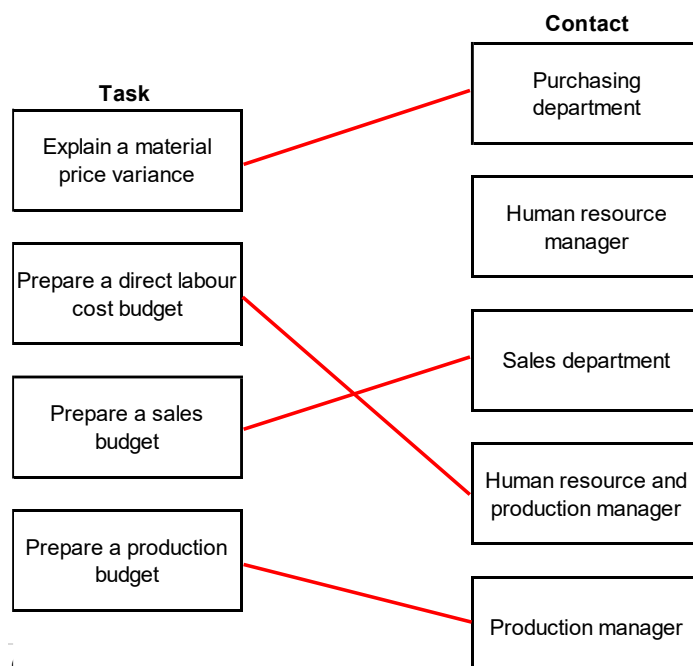 Contact
Task
Purchasing
department
Explain a material
price variance
Human resource
manager
Prepare a direct labour
cost budget
Sales department
Prepare a sales
budget
Human resource and
production manager
Prepare a production
budget
Production manager